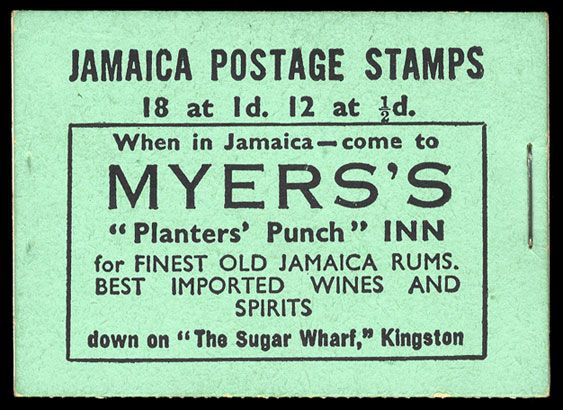 JAMAICA POSTAGE STAMPS
18 at 1d. 12 at ½d.
When in Jamaica—come to
MYERS'S
"Planters' Punch" INN
for FINEST OLD JAMAICA RUMS.
BEST IMPORTED WINES AND
SPIRITS
down on "The Sugar Wharf," Kingston